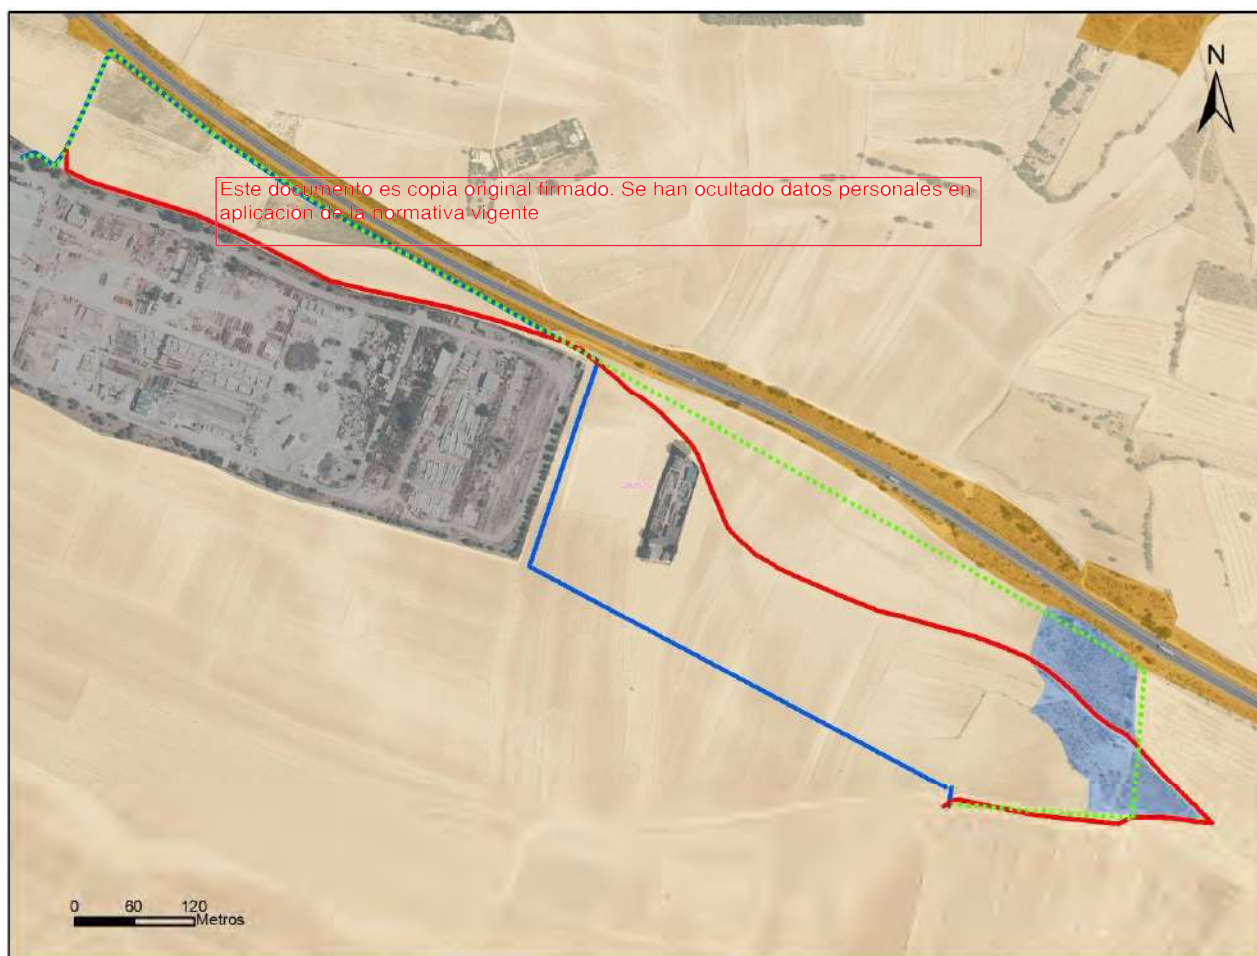 N
Este documento es copia original firmado. Se han ocultado datos personales en
aplicación de la normativa vigente
0 60 120
Metros